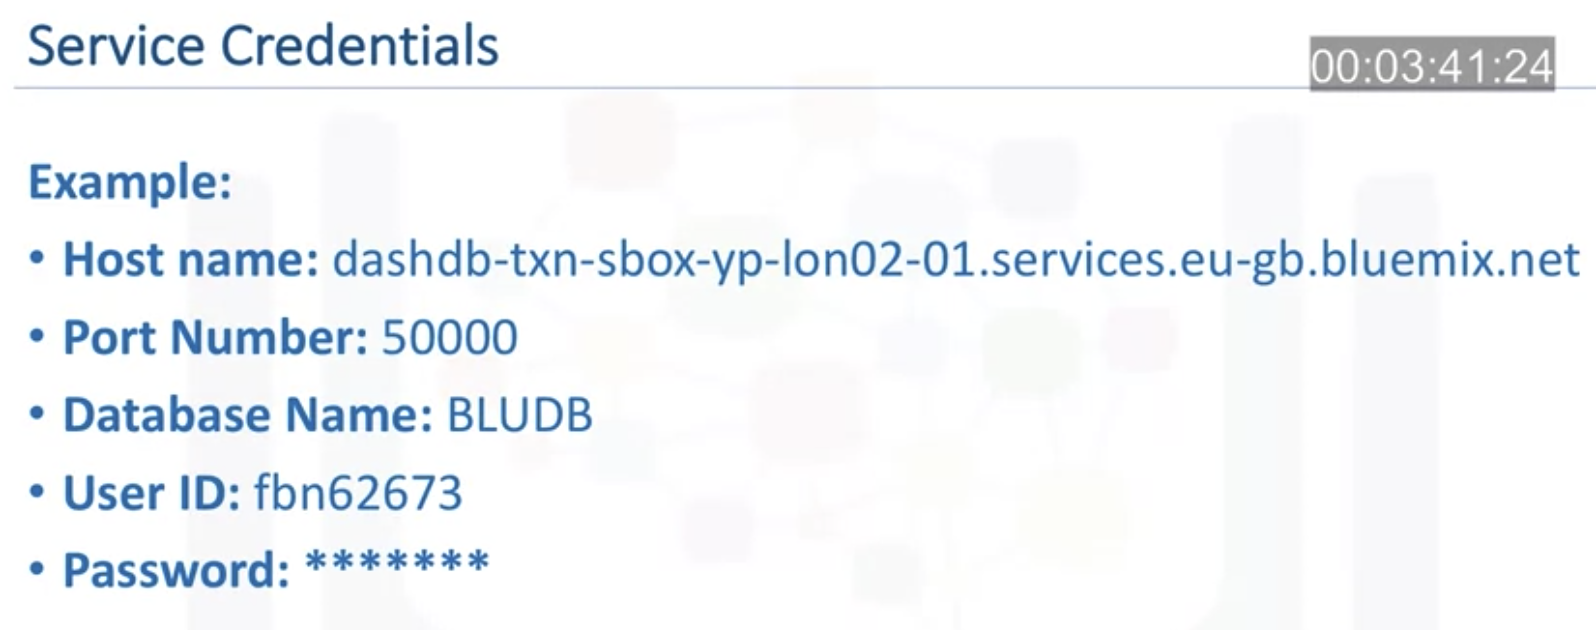 Service Credentials
00:03:41:24
Example:
• Host name: dashdb-txn-sbox-yp-lon02-01.services.eu-gb.bluemix.net
• Port Number: 50000
• Database Name: BLUDB
• User ID: fbn62673
• Password: *******